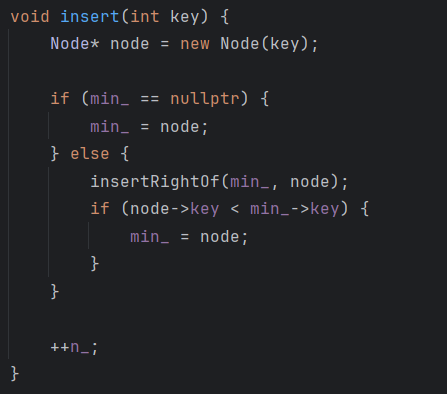 void insert(int key) {
    Node* node = new Node(key);

    if (min_ == nullptr) {
        min_ = node;
    } else {
        insertRightOf(min_, node);
        if (node->key < min_->key) {
            min_ = node;
        }
    }

    ++n_;
}